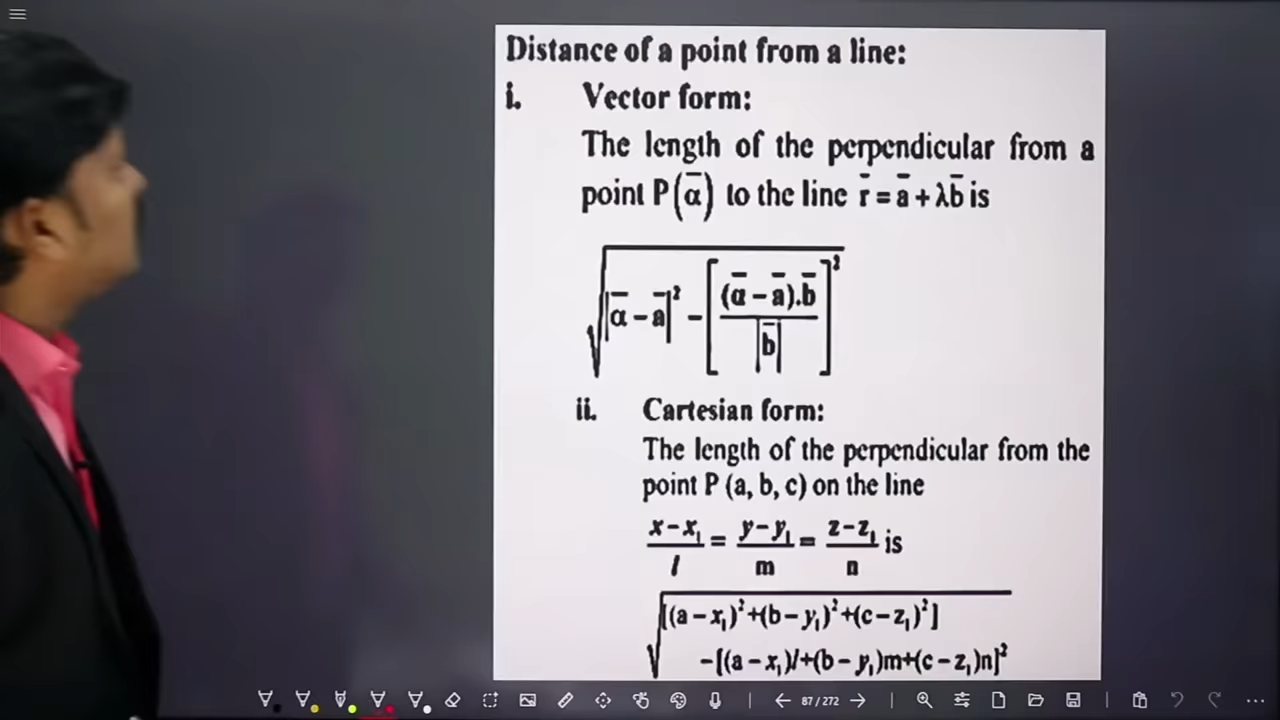 Distance of a point from a line:
i. Vector form:
The length of the perpendicular from a
point P(ᾱ) to the line r̄ = ā + λb̄ is
√(|ᾱ − ā|² − [(ᾱ − ā).b̄ / |b̄|]²)
ii. Cartesian form:
The length of the perpendicular from the
point P (a, b, c) on the line
(x − x₁)/l = (y − y₁)/m = (z − z₁)/n is
√[(a − x₁)² + (b − y₁)² + (c − z₁)²]
−[(a − x₁)l + (b − y₁)m + (c − z₁)n]²
87 / 272